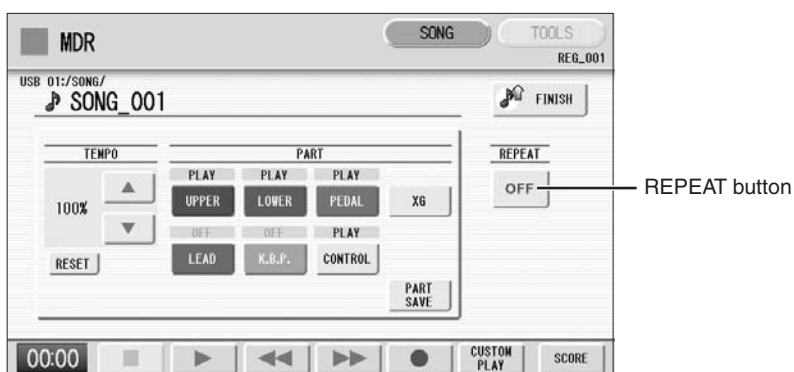 MDR
SONG
TOOLS
REG_001
USB 01:/SONG/
SONG_001
FINISH
TEMPO
PART
REPEAT
PLAY PLAY PLAY
100%
UPPER LOWER PEDAL XG
OFF
REPEAT button
OFF OFF PLAY
RESET
LEAD K.B.P. CONTROL
PART
SAVE
00:00
CUSTOM
PLAY
SCORE